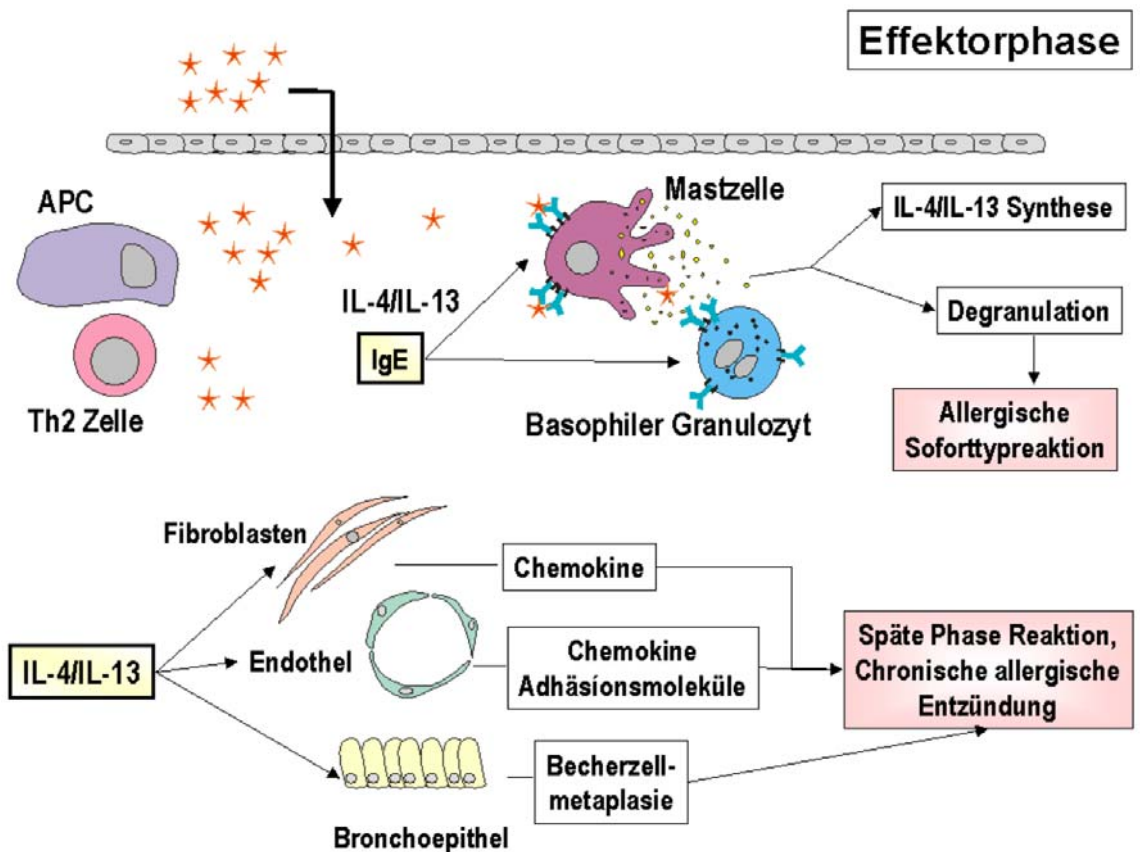 Effektorphase
APC
Mastzelle
IL-4/IL-13 Synthese
IL-4/IL-13
IgE
Degranulation
Th2 Zelle
Basophiler Granulozyt
Allergische
Soforttypreaktion
Fibroblasten
Chemokine
IL-4/IL-13
Endothel
Chemokine
Adhäsionsmoleküle
Späte Phase Reaktion,
Chronische allergische
Entzündung
Becherzell-
metaplasie
Bronchoepithel